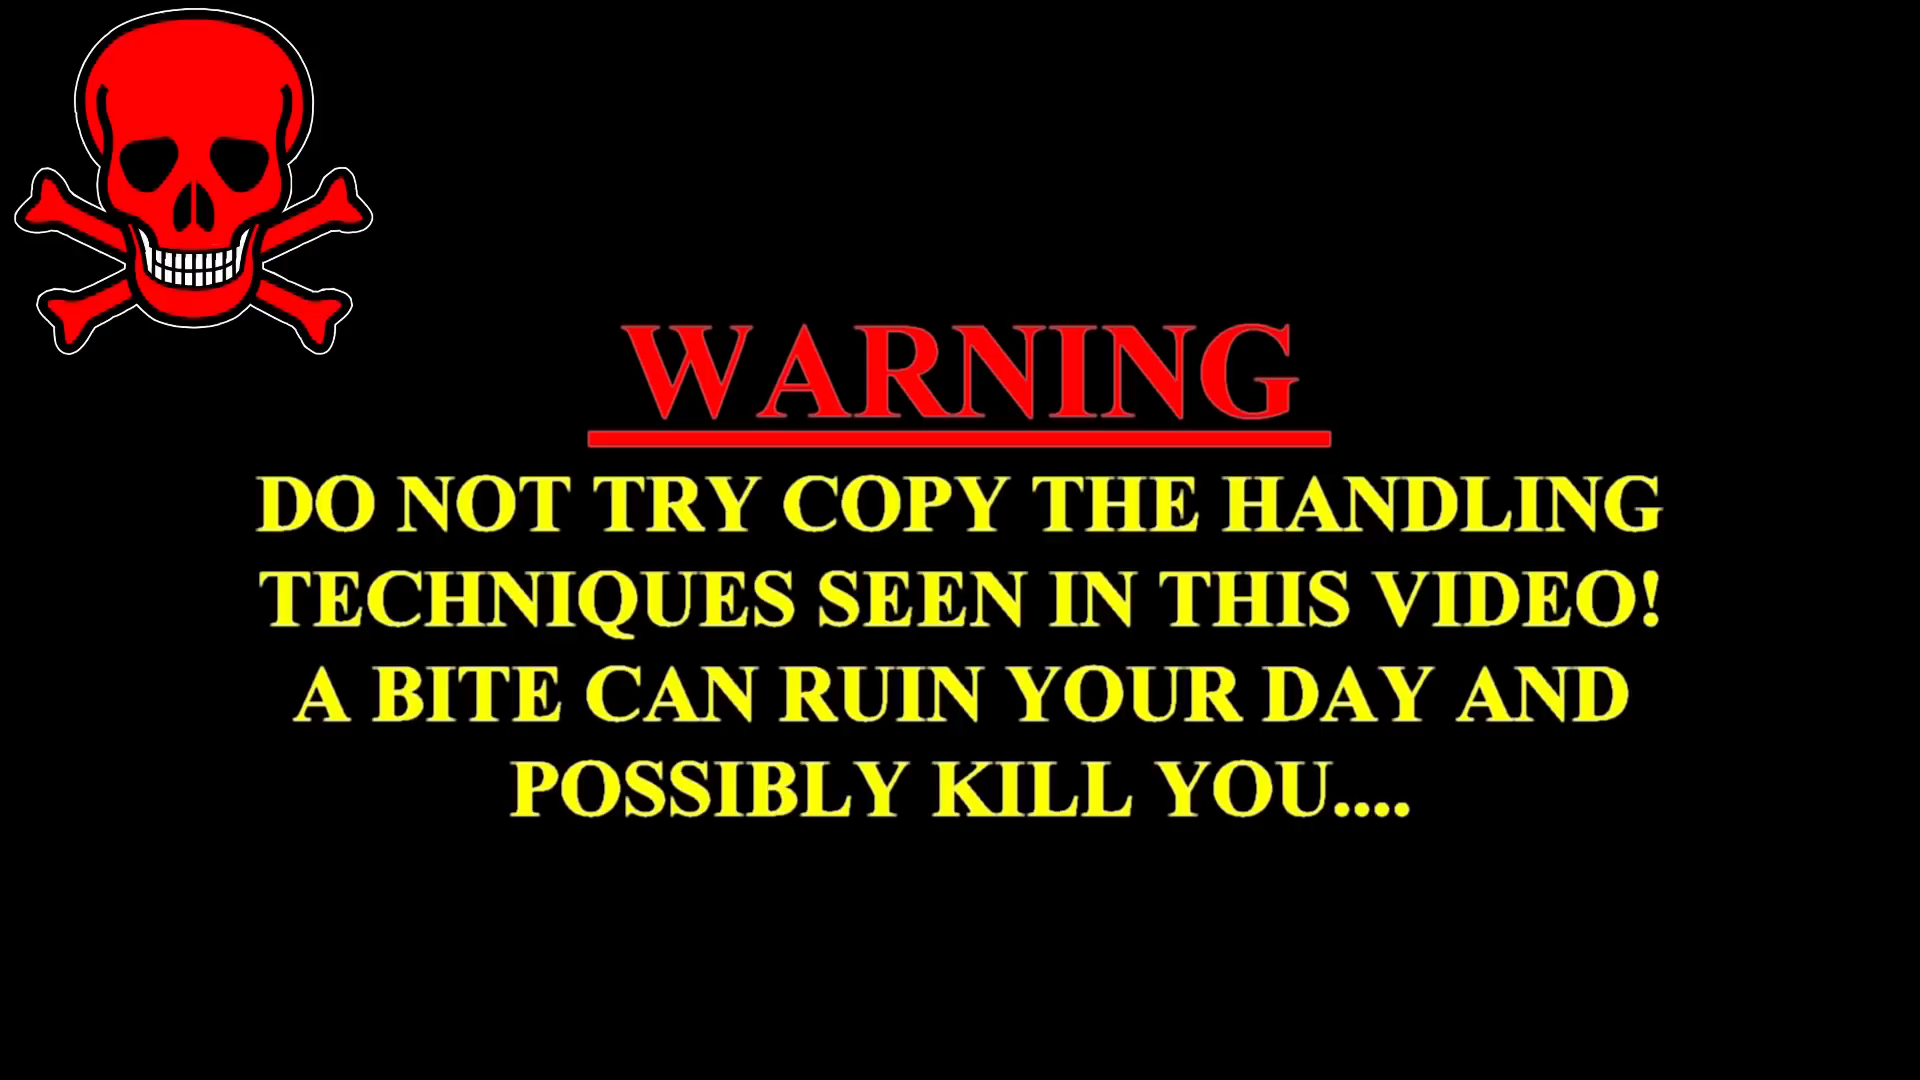 WARNING
DO NOT TRY COPY THE HANDLING
TECHNIQUES SEEN IN THIS VIDEO!
A BITE CAN RUIN YOUR DAY AND
POSSIBLY KILL YOU....